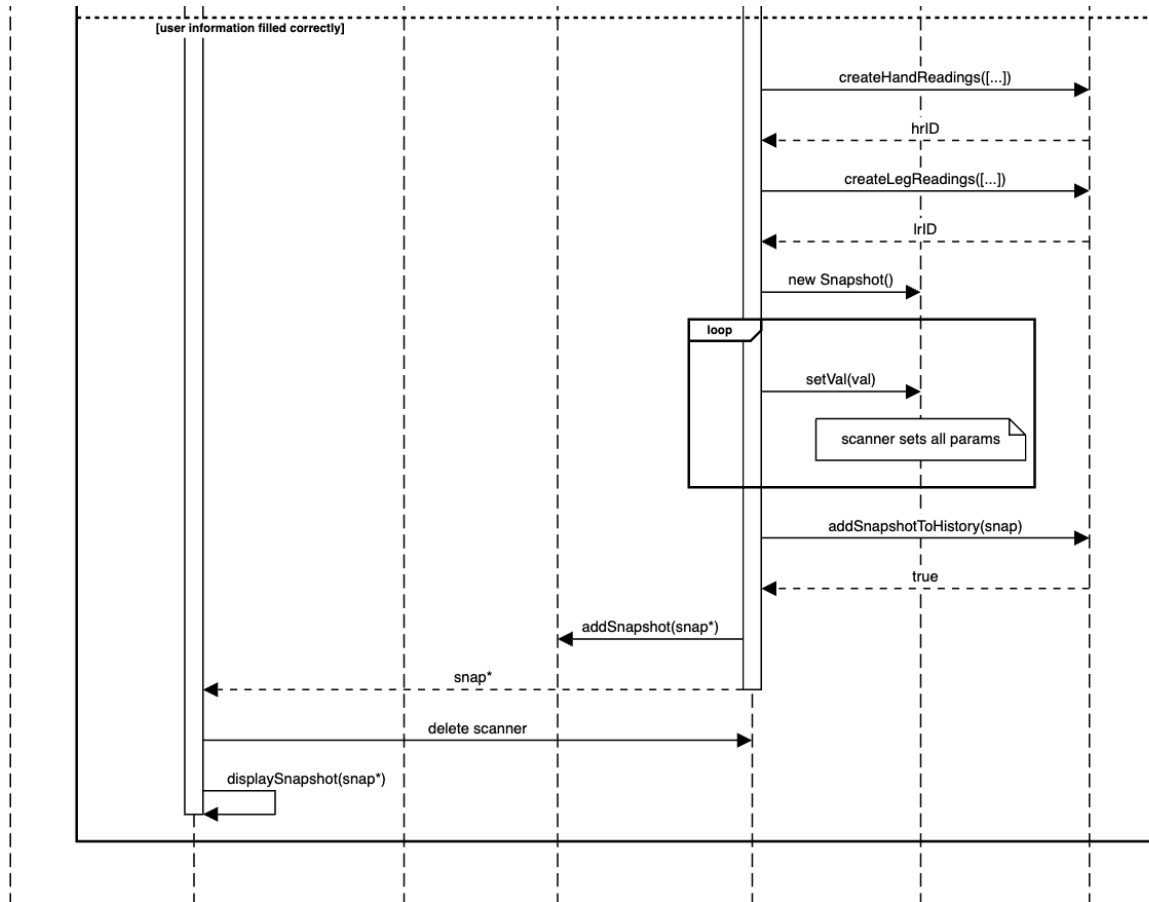 [user information filled correctly]
createHandReadings([...])
hrID
createLegReadings([...])
lrID
new Snapshot()
loop
setVal(val)
scanner sets all params
addSnapshotToHistory(snap)
true
addSnapshot(snap*)
snap*
delete scanner
displaySnapshot(snap*)